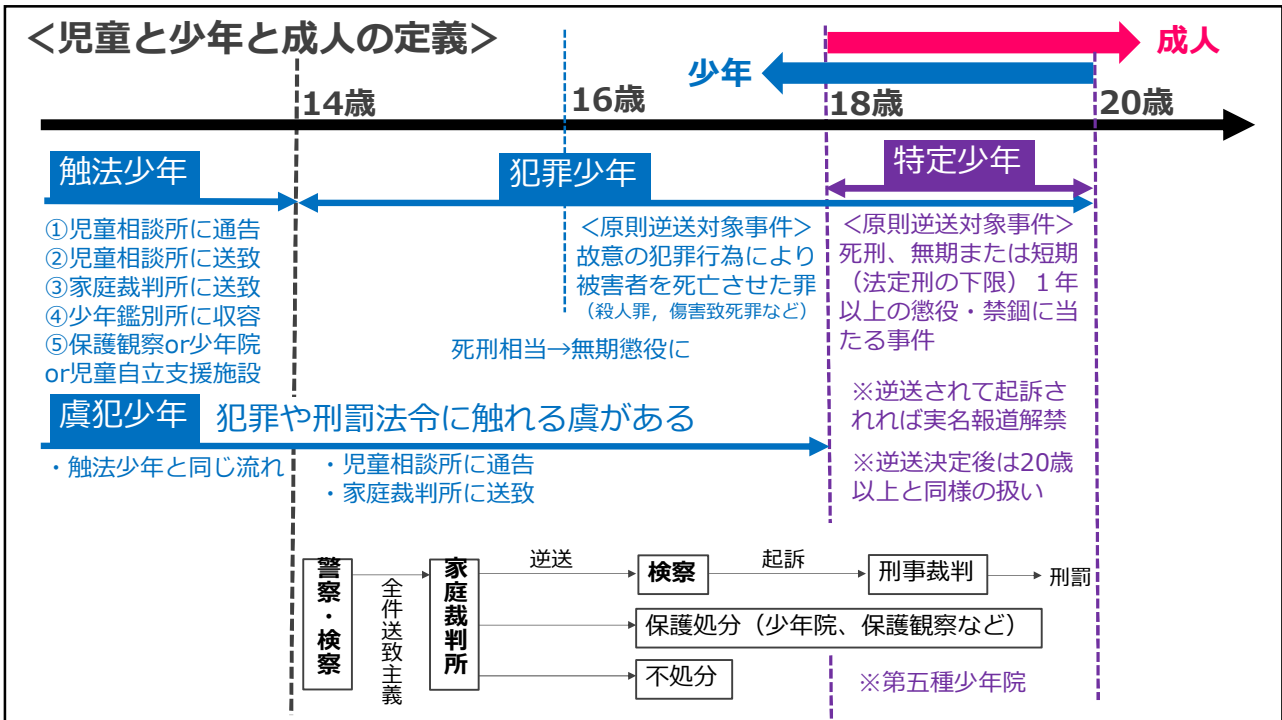 ＜児童と少年と成人の定義＞
成人
少年
14歳
16歳
18歳
20歳
触法少年
①児童相談所に通告
②児童相談所に送致
③家庭裁判所に送致
④少年鑑別所に収容
⑤保護観察or少年院
or児童自立支援施設
犯罪少年
＜原則逆送対象事件＞
故意の犯罪行為により
被害者を死亡させた罪
（殺人罪，傷害致死罪など）
死刑相当→無期懲役に
特定少年
＜原則逆送対象事件＞
死刑、無期または短期
（法定刑の下限）１年
以上の懲役・禁錮に当
たる事件
※逆送されて起訴さ
れれば実名報道解禁
※逆送決定後は20歳
以上と同様の扱い
虞犯少年
犯罪や刑罰法令に触れる虞がある
・触法少年と同じ流れ
・児童相談所に通告
・家庭裁判所に送致
警察・検察
全件送致主義
家庭裁判所
逆送
検察
起訴
刑事裁判
刑罰
保護処分（少年院、保護観察など）
不処分
※第五種少年院